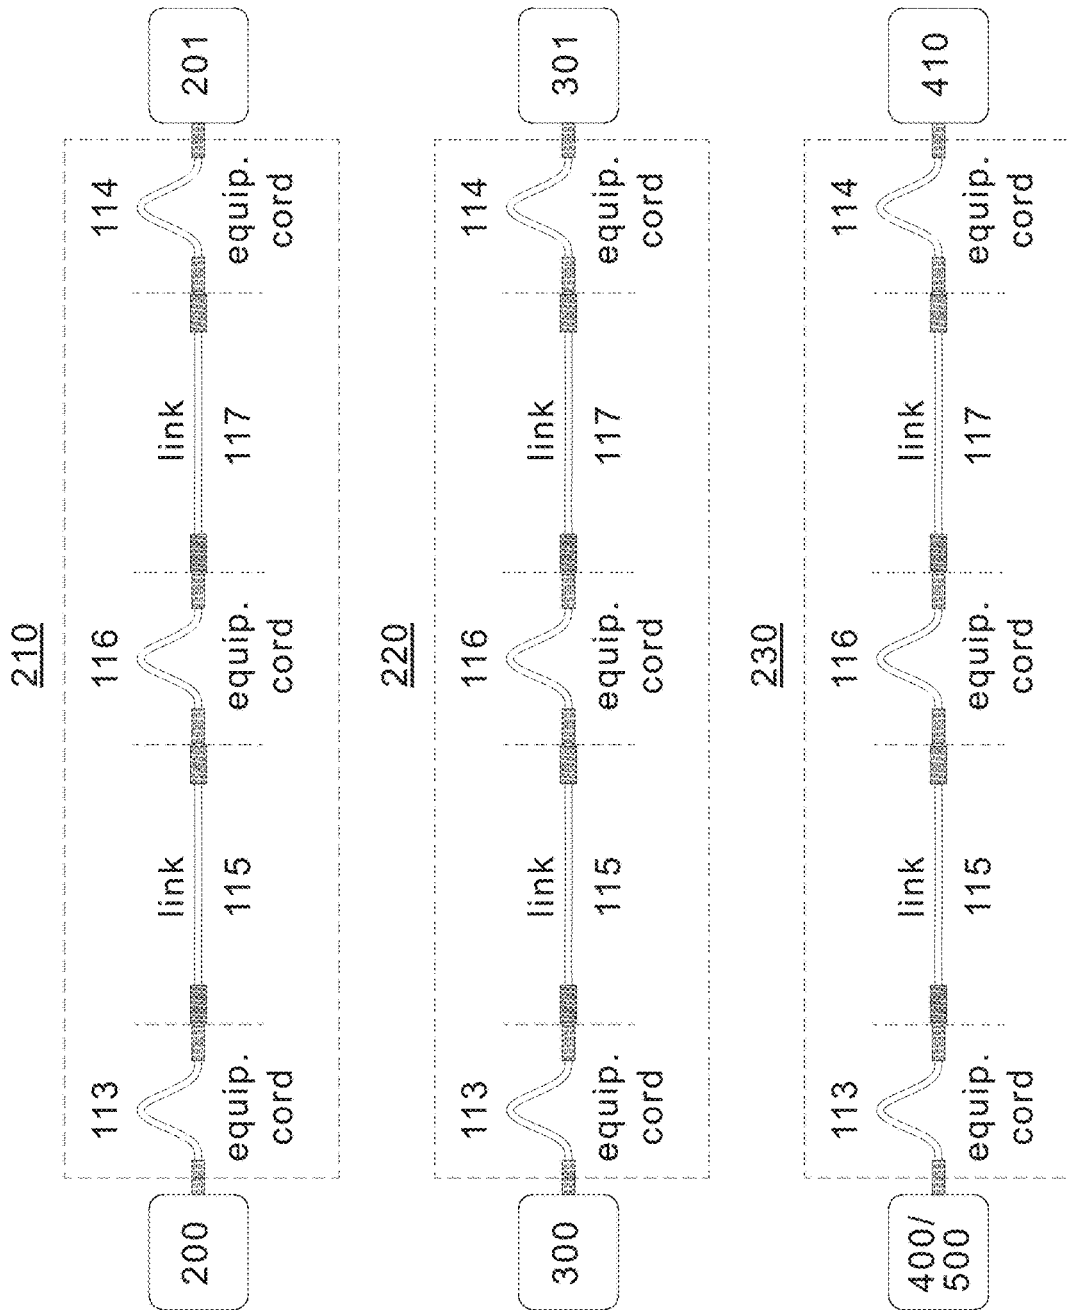 210
113 116 114
link link
200 201
equip. 115 equip. 117 equip.
cord cord cord
220
113 116 114
link link
300 301
equip. 115 equip. 117 equip.
cord cord cord
230
113 116 114
link link
400/ 410
500
equip. 115 equip. 117 equip.
cord cord cord